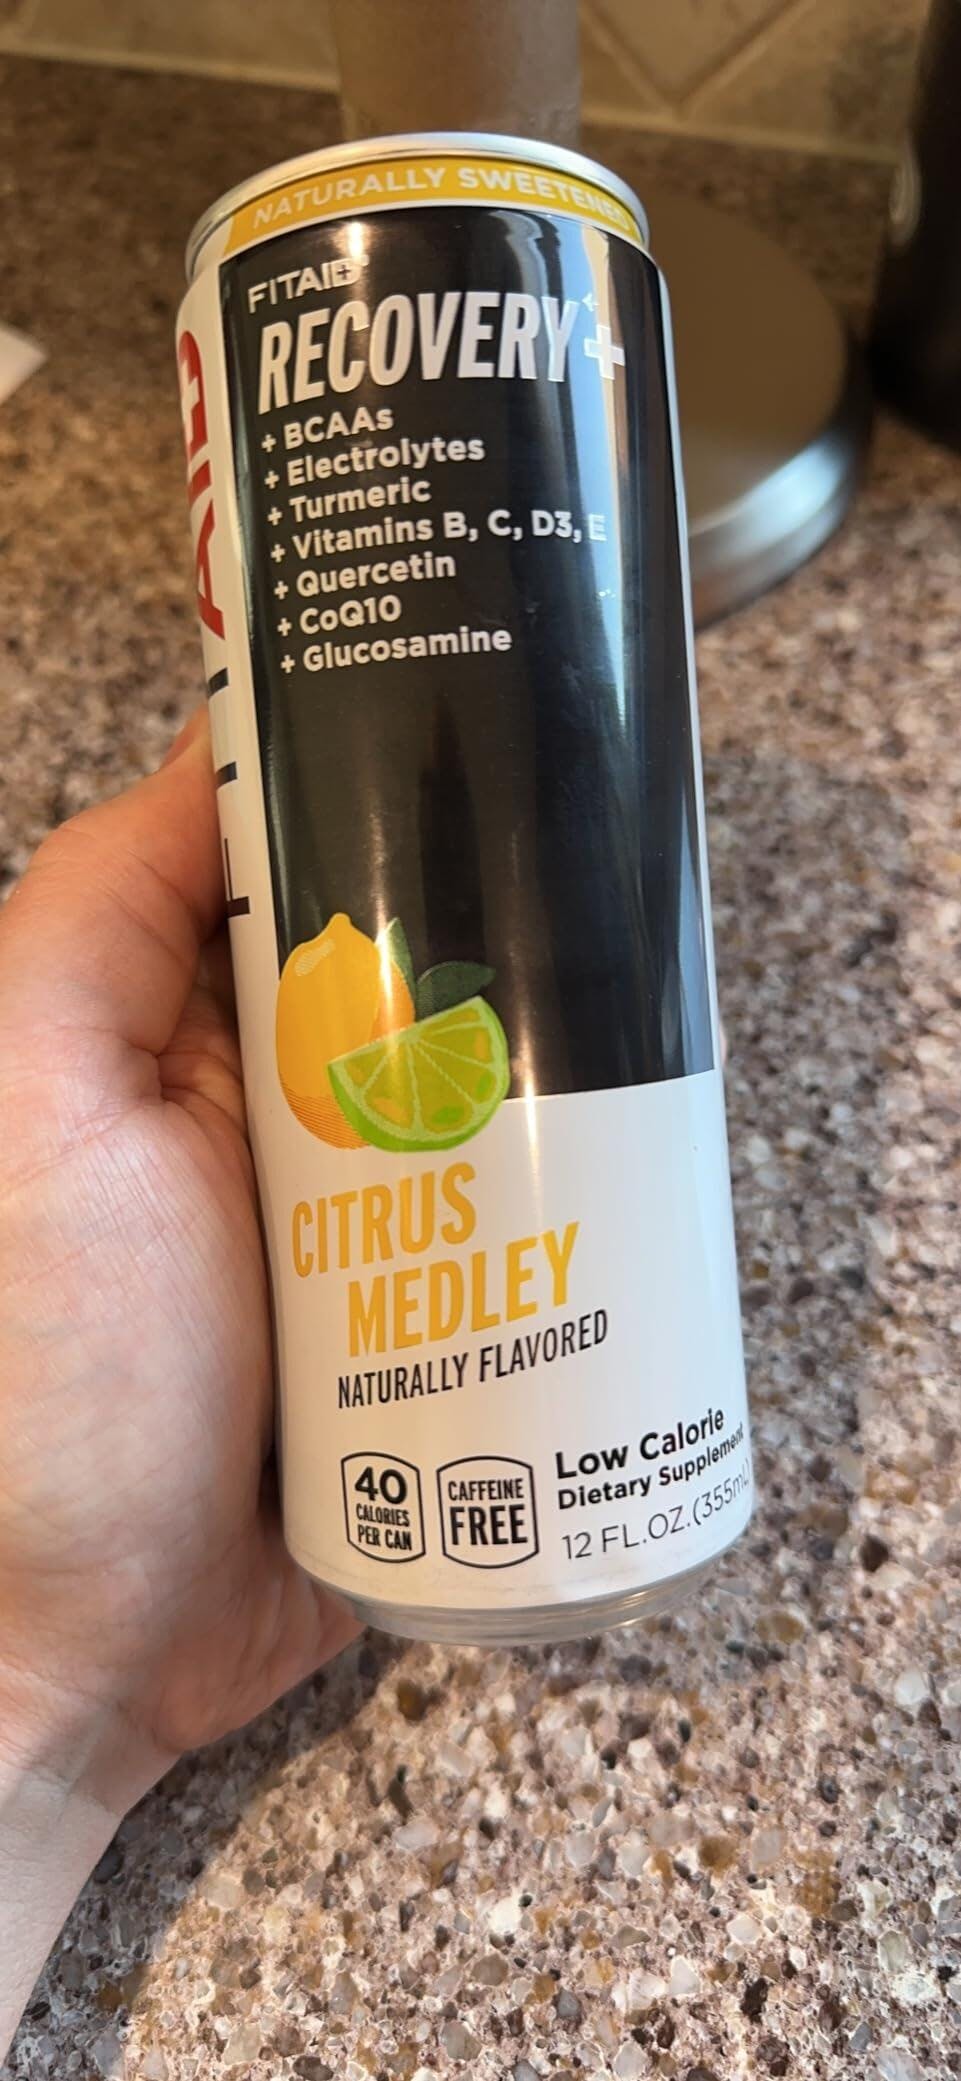 NATURALLY SWEETENED
FITAID
RECOVERY+
+ BCAAs
+ Electrolytes
+ Turmeric
+ Vitamins B, C, D3, E
+ Quercetin
+ CoQ10
+ Glucosamine
FITAID
CITRUS
MEDLEY
NATURALLY FLAVORED
40
CALORIES
PER CAN
CAFFEINE
FREE
Low Calorie
Dietary Supplement
12 FL.OZ.(355mL)